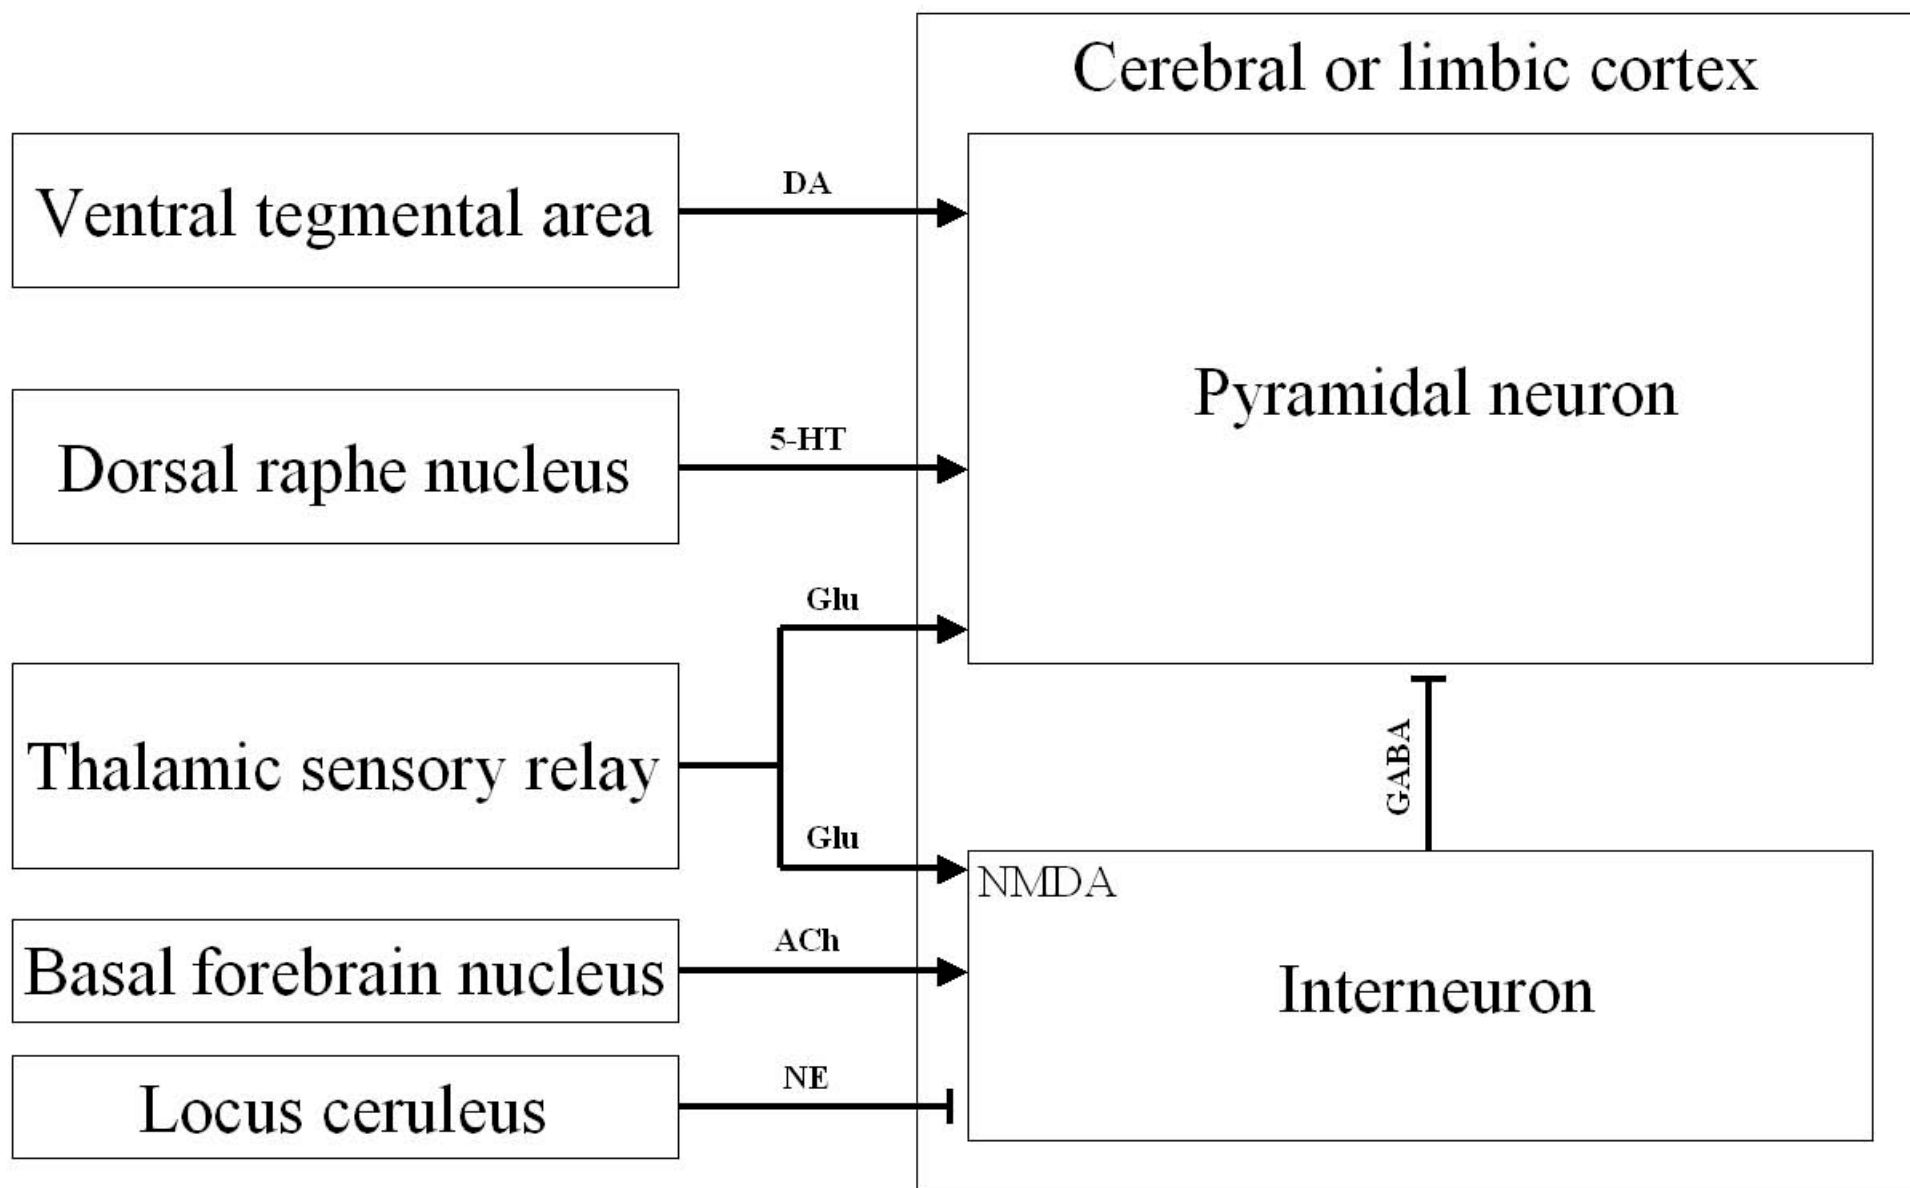 Cerebral or limbic cortex
Ventral tegmental area
DA
Pyramidal neuron
Dorsal raphe nucleus
5-HT
Glu
Thalamic sensory relay
GABA
Glu
NMDA
Basal forebrain nucleus
ACh
Interneuron
Locus ceruleus
NE